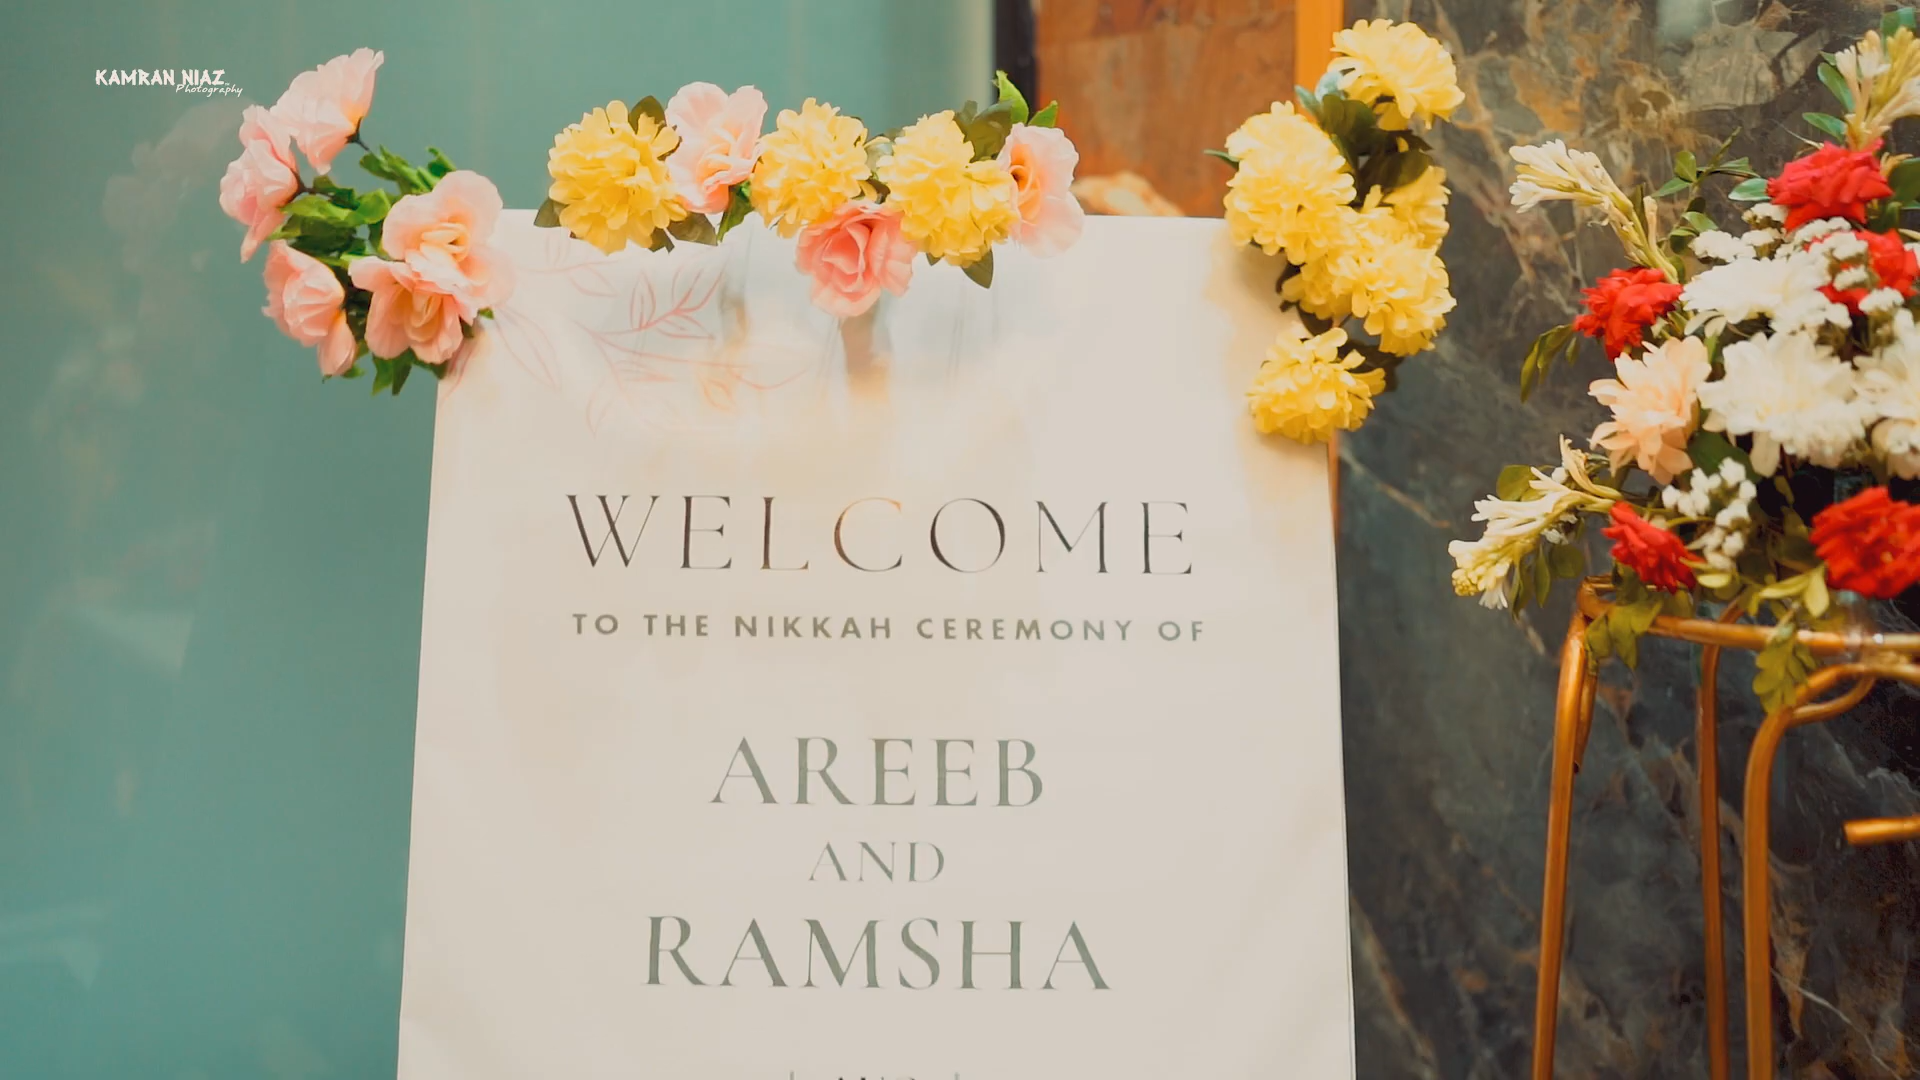 KAMRAN NIAZ
Photography
WELCOME
TO THE NIKKAH CEREMONY OF
AREEB
AND
RAMSHA